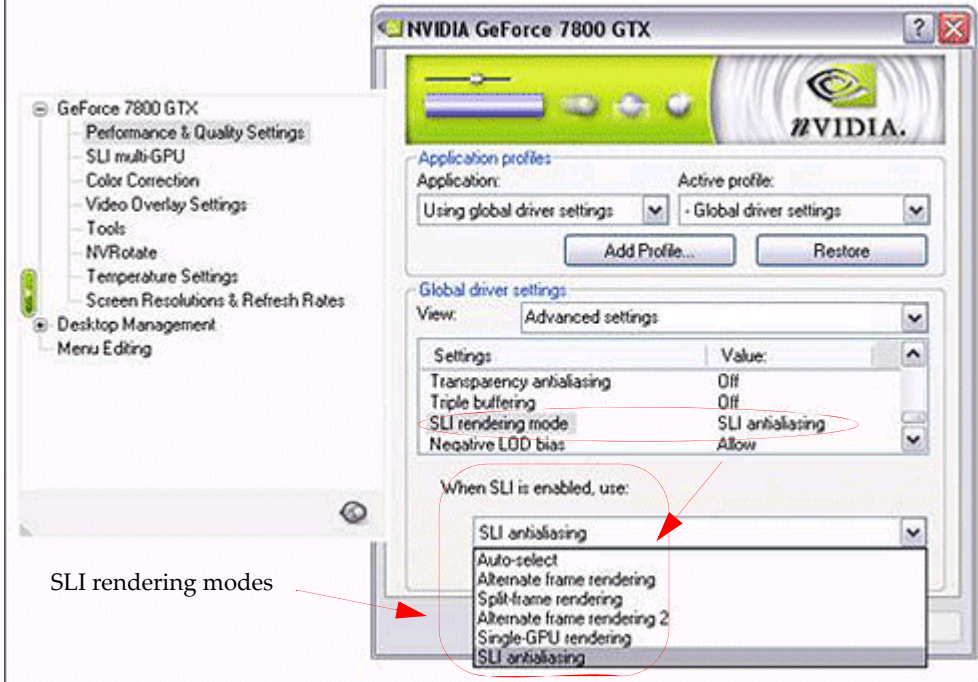 NVIDIA GeForce 7800 GTX
nVIDIA.
GeForce 7800 GTX
Performance & Quality Settings
SLI multi-GPU
Color Correction
Video Overlay Settings
Tools
NVRotate
Temperature Settings
Screen Resolutions & Refresh Rates
Desktop Management
Menu Editing
Application profiles
Application:
Active profile:
Using global driver settings
- Global driver settings
Add Profile...
Restore
Global driver settings
View:
Advanced settings
Settings Value:
Transparency antialiasing Off
Triple buffering Off
SLI rendering mode SLI antialiasing
Negative LOD bias Allow
When SLI is enabled, use:
SLI antialiasing
Auto-select
Alternate frame rendering
Split-frame rendering
Alternate frame rendering 2
Single-GPU rendering
SLI antialiasing
SLI rendering modes